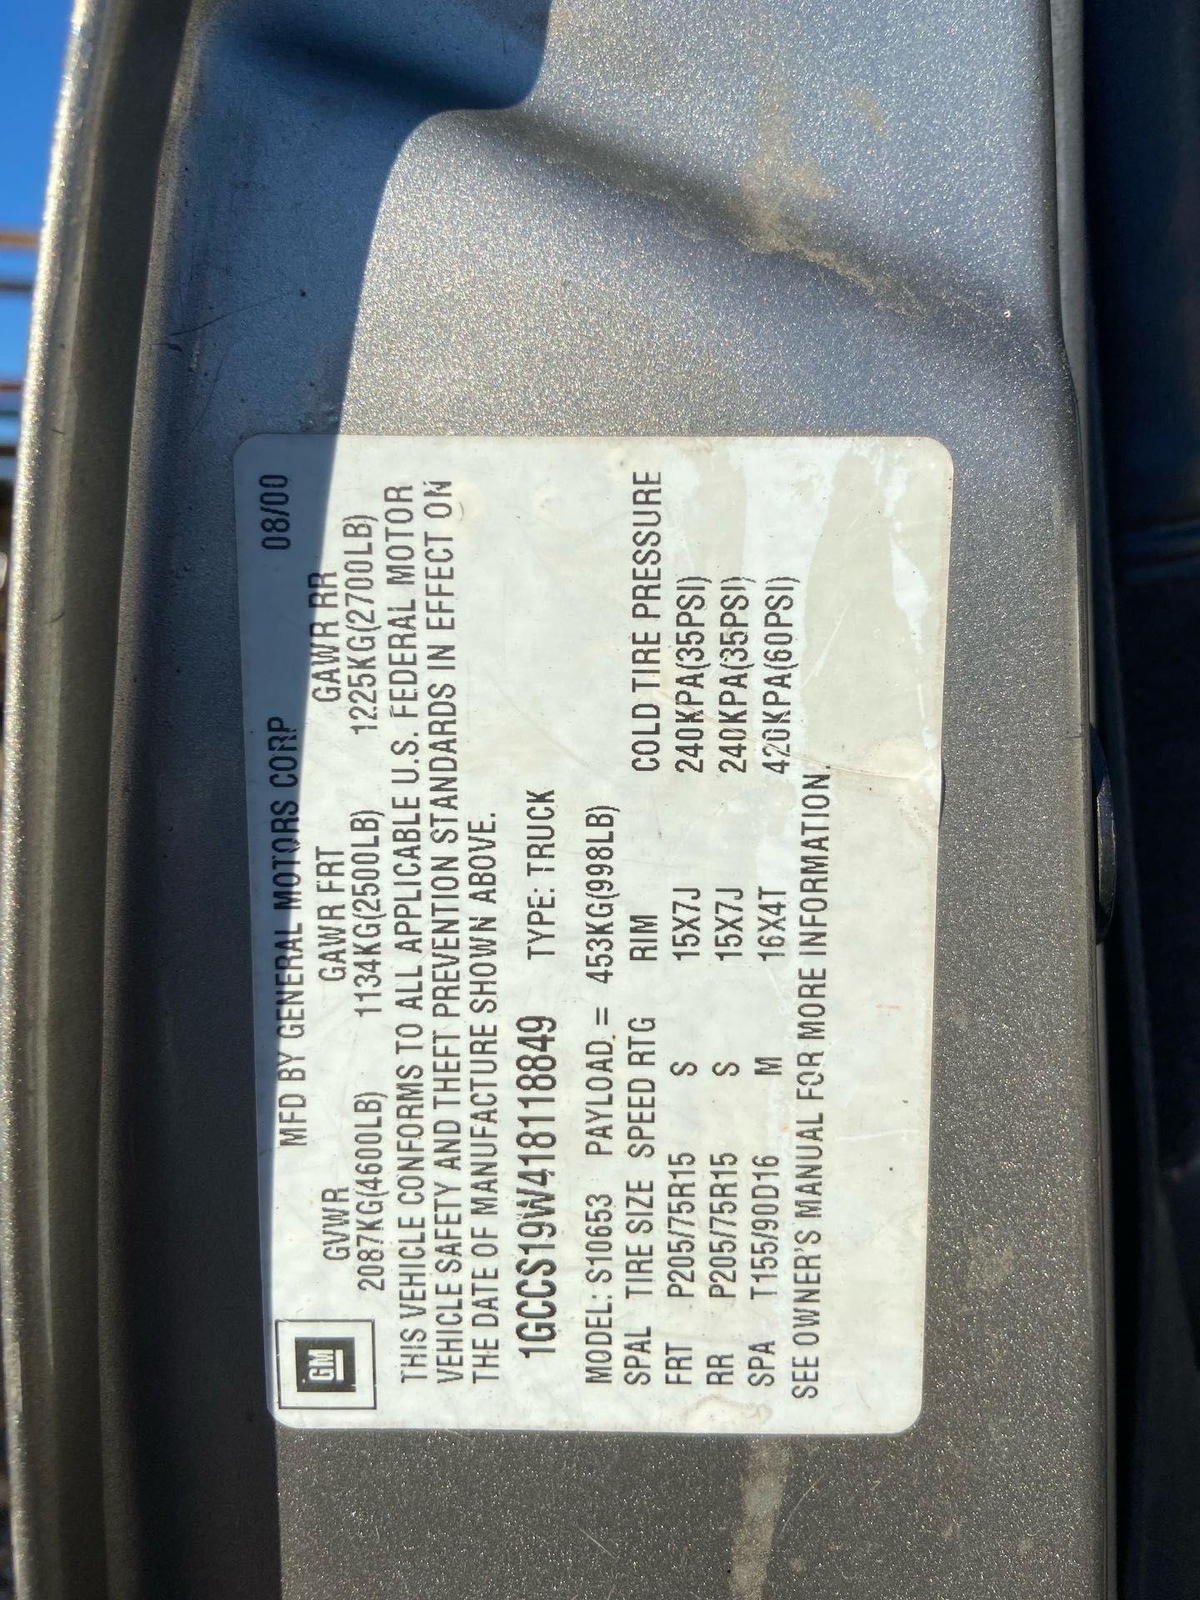 GM
MFD BY GENERAL MOTORS CORP 08/00
GVWR GAWR FRT GAWR RR
2087KG(4600LB) 1134KG(2500LB) 1225KG(2700LB)
THIS VEHICLE CONFORMS TO ALL APPLICABLE U.S. FEDERAL MOTOR
VEHICLE SAFETY AND THEFT PREVENTION STANDARDS IN EFFECT ON
THE DATE OF MANUFACTURE SHOWN ABOVE.
1GCCS19W418118849 TYPE: TRUCK
MODEL: S10653 PAYLOAD = 453KG(998LB)
SPAL TIRE SIZE SPEED RTG RIM COLD TIRE PRESSURE
FRT P205/75R15 S 15X7J 240KPA(35PSI)
RR P205/75R15 S 15X7J 240KPA(35PSI)
SPA T155/90D16 M 16X4T 420KPA(60PSI)
SEE OWNER'S MANUAL FOR MORE INFORMATION.